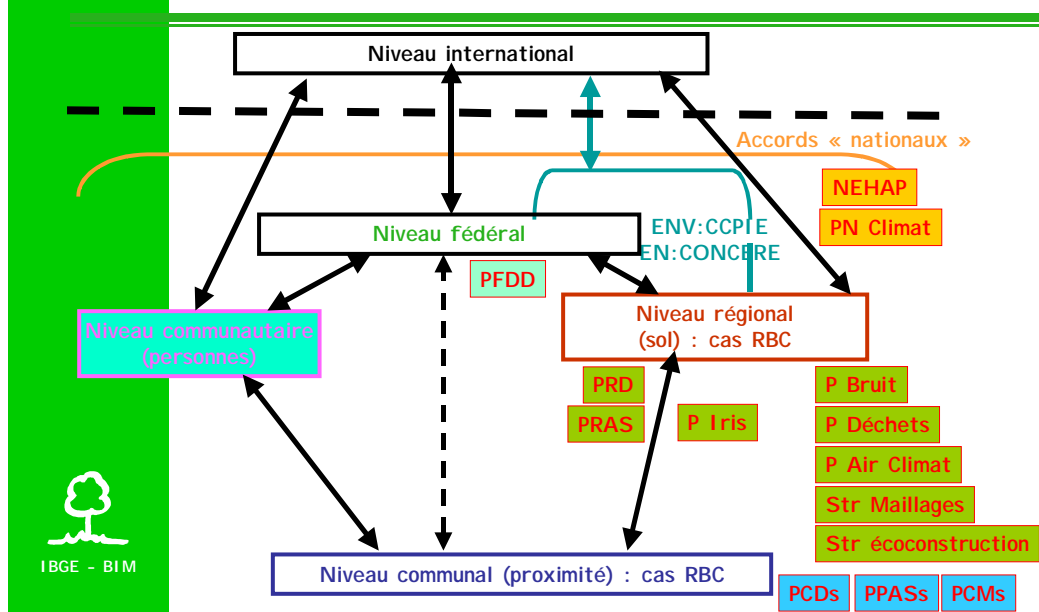 Niveau international
Accords « nationaux »
NEHAP
PN Climat
Niveau fédéral
ENV:CCPIE
EN:CONCERE
PFDD
Niveau communautaire
(personnes)
Niveau régional
(sol) : cas RBC
PRD
PRAS
P Iris
P Bruit
P Déchets
P Air Climat
Str Maillages
Str écoconstruction
IBGE - BIM
Niveau communal (proximité) : cas RBC
PCDs
PPASs
PCMs